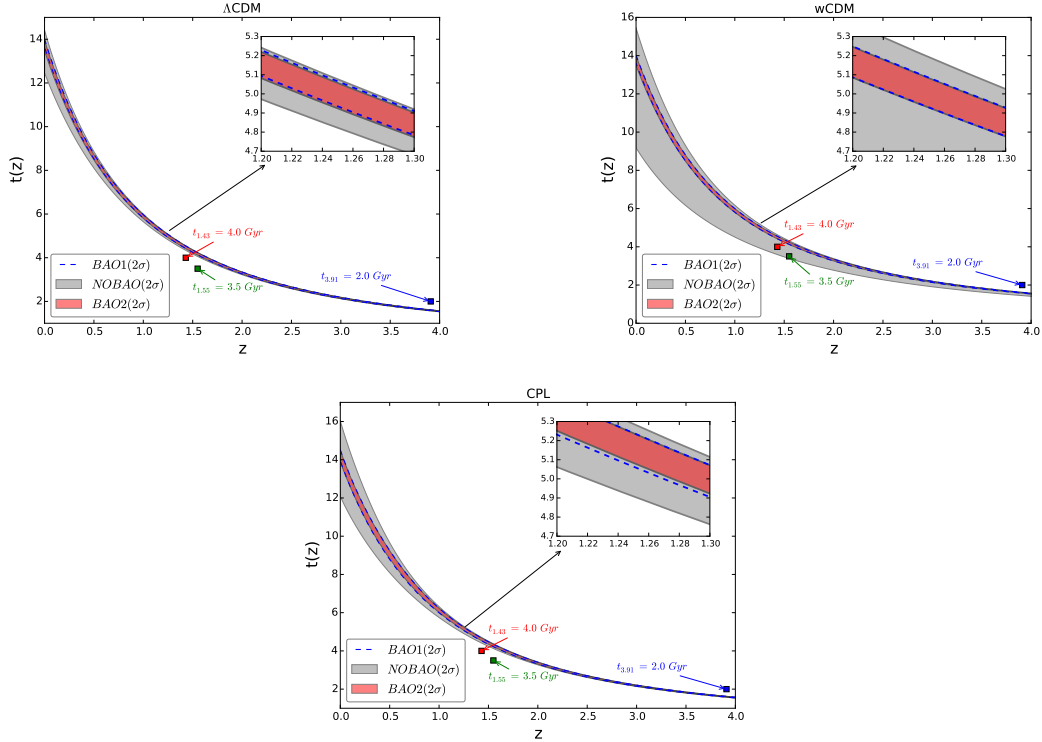 ΛCDM
t(z)
14
12
10
8
6
4
2
0.0 0.5 1.0 1.5 2.0 2.5 3.0 3.5 4.0
z
5.3
5.2
5.1
5.0
4.9
4.8
4.7
1.20 1.22 1.24 1.26 1.28 1.30
t1.43 = 4.0 Gyr
t1.55 = 3.5 Gyr
t3.91 = 2.0 Gyr
BAO1(2σ)
NOBAO(2σ)
BAO2(2σ)
wCDM
t(z)
16
14
12
10
8
6
4
2
0
0.0 0.5 1.0 1.5 2.0 2.5 3.0 3.5 4.0
z
5.3
5.2
5.1
5.0
4.9
4.8
4.7
1.20 1.22 1.24 1.26 1.28 1.30
t1.43 = 4.0 Gyr
t1.55 = 3.5 Gyr
t3.91 = 2.0 Gyr
BAO1(2σ)
NOBAO(2σ)
BAO2(2σ)
CPL
t(z)
16
14
12
10
8
6
4
2
0.0 0.5 1.0 1.5 2.0 2.5 3.0 3.5 4.0
z
5.3
5.2
5.1
5.0
4.9
4.8
4.7
1.20 1.22 1.24 1.26 1.28 1.30
t1.43 = 4.0 Gyr
t1.55 = 3.5 Gyr
t3.91 = 2.0 Gyr
BAO1(2σ)
NOBAO(2σ)
BAO2(2σ)